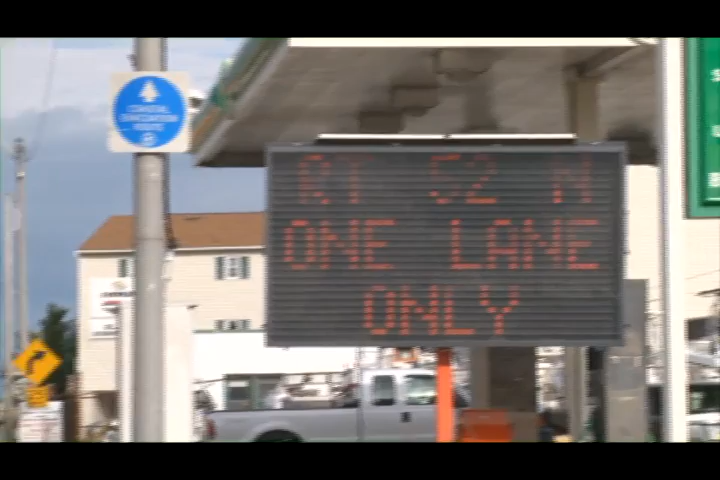 COASTAL
EVACUATION
ROUTE
RT 52 N
ONE LANE
ONLY